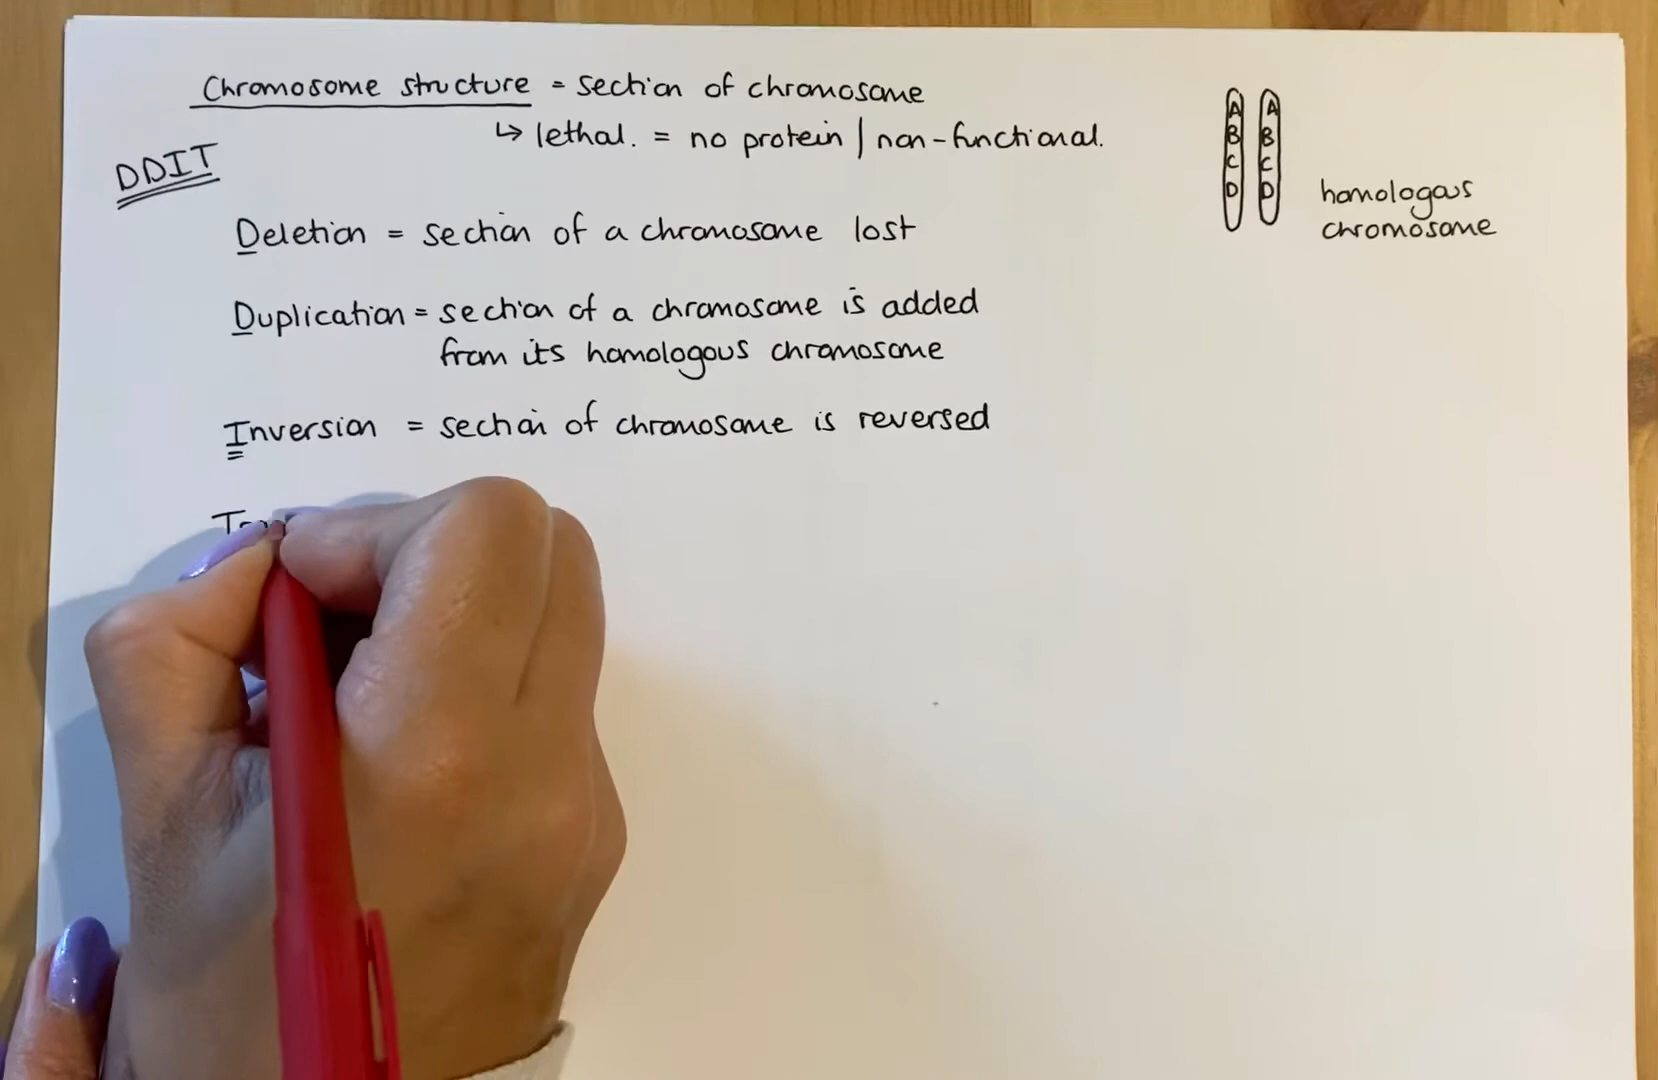 Chromosome structure = section of chromosome
↳ lethal. = no protein / non-functional.
DDIT
Deletion = section of a chromosome lost
Duplication = section of a chromosome is added
from its homologous chromosome
Inversion = section of chromosome is reversed
A A
B B
C C
D D
homologous
chromosome